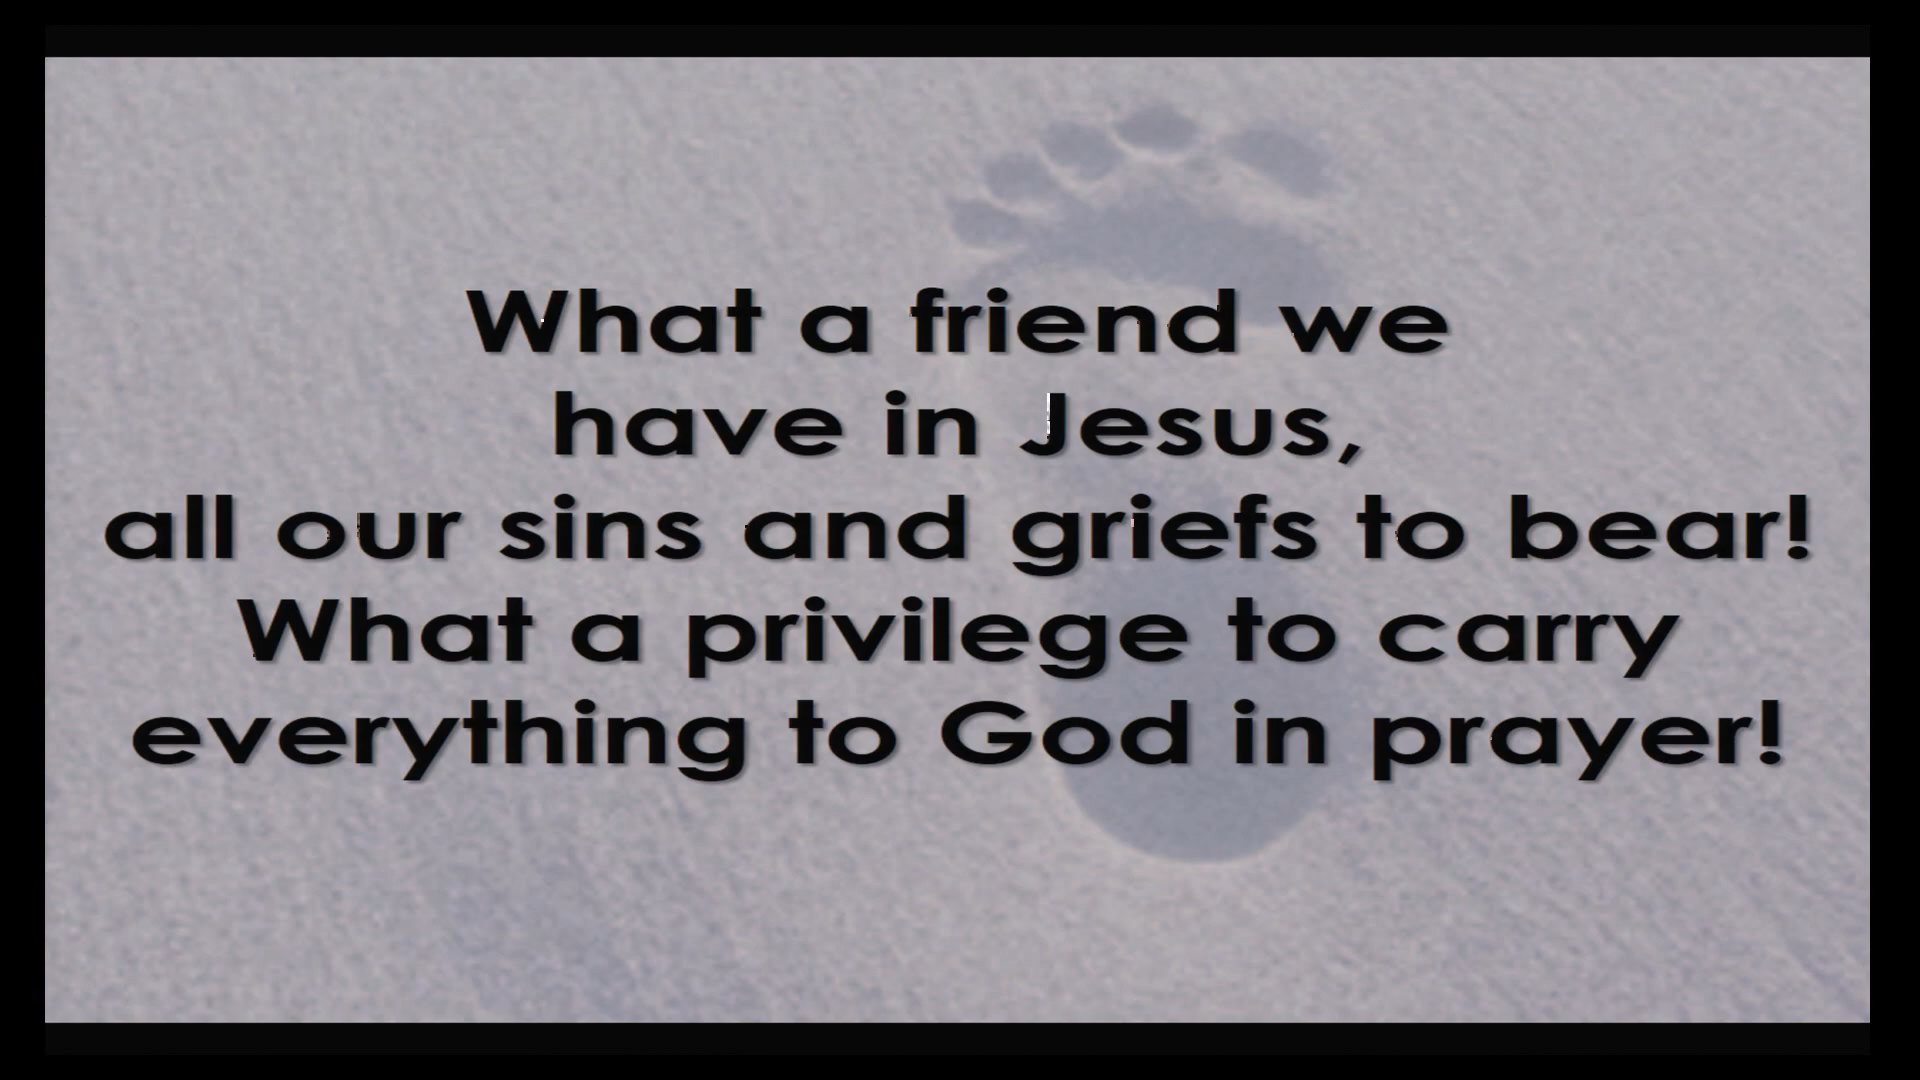 What a friend we
have in Jesus,
all our sins and griefs to bear!
What a privilege to carry
everything to God in prayer!